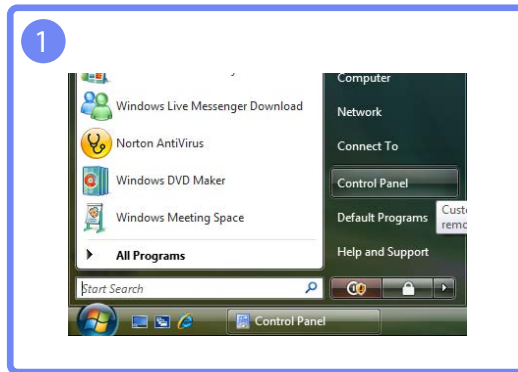 1
Computer
Windows Live Messenger Download
Network
Norton AntiVirus
Connect To
Windows DVD Maker
Control Panel
Windows Meeting Space
Default Programs
All Programs
Help and Support
Start Search
Control Panel